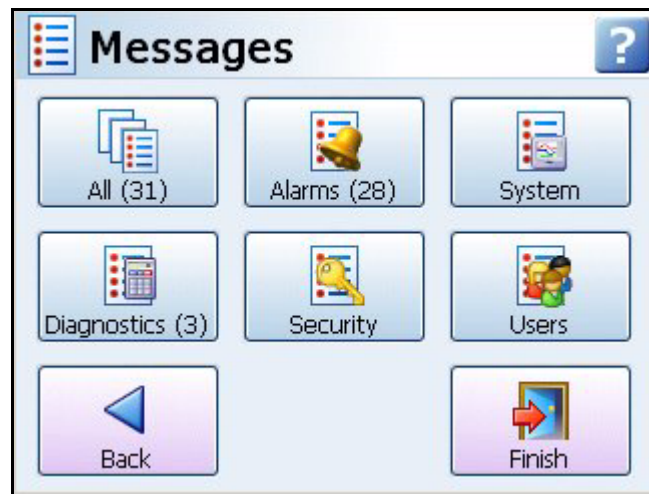 Messages
?
All (31)
Alarms (28)
System
Diagnostics (3)
Security
Users
Back
Finish